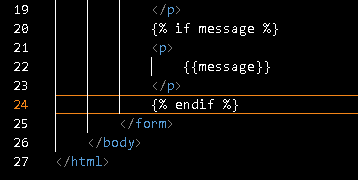 19 </p>
20 {% if message %}
21 <p>
22 {{message}}
23 </p>
24 {% endif %}
25 </form>
26 </body>
27 </html>